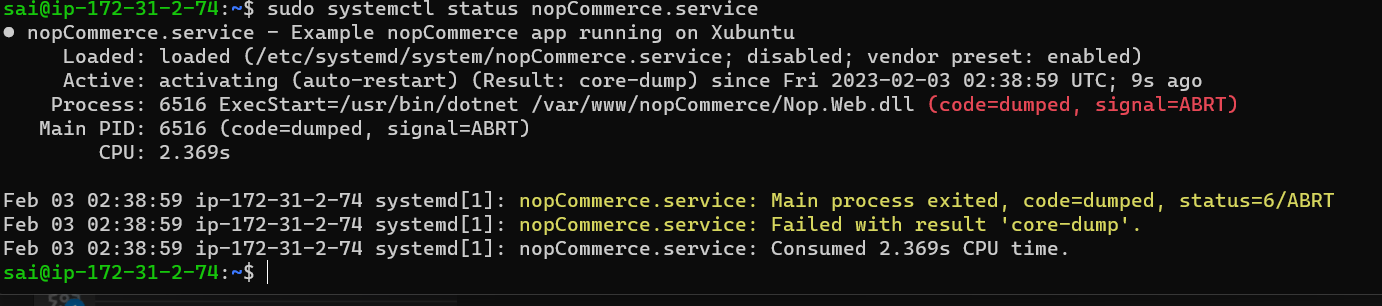 sai@ip-172-31-2-74:~$ sudo systemctl status nopCommerce.service
● nopCommerce.service - Example nopCommerce app running on Xubuntu
Loaded: loaded (/etc/systemd/system/nopCommerce.service; disabled; vendor preset: enabled)
Active: activating (auto-restart) (Result: core-dump) since Fri 2023-02-03 02:38:59 UTC; 9s ago
Process: 6516 ExecStart=/usr/bin/dotnet /var/www/nopCommerce/Nop.Web.dll (code=dumped, signal=ABRT)
Main PID: 6516 (code=dumped, signal=ABRT)
CPU: 2.369s
Feb 03 02:38:59 ip-172-31-2-74 systemd[1]: nopCommerce.service: Main process exited, code=dumped, status=6/ABRT
Feb 03 02:38:59 ip-172-31-2-74 systemd[1]: nopCommerce.service: Failed with result 'core-dump'.
Feb 03 02:38:59 ip-172-31-2-74 systemd[1]: nopCommerce.service: Consumed 2.369s CPU time.
sai@ip-172-31-2-74:~$